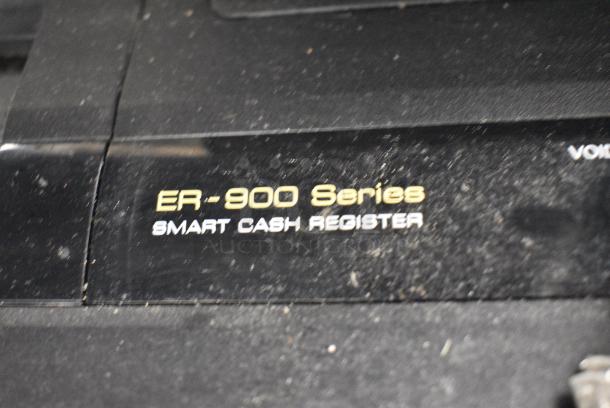 VOID
ER-900 Series
SMART CASH REGISTER